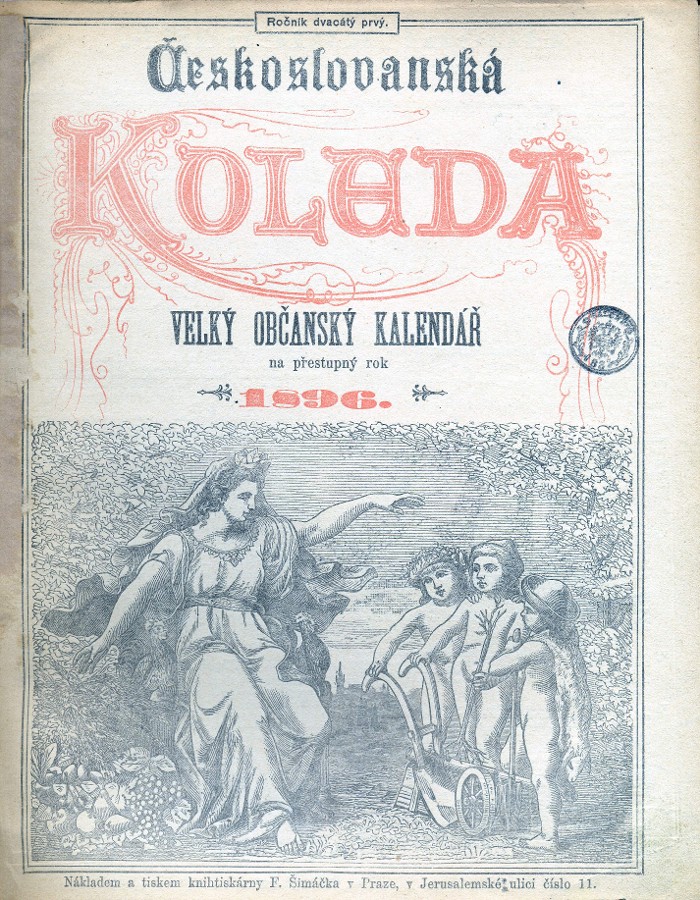 Ročník dvacátý prvý.
Českoslovanská
KOLEDA
VELKÝ OBČANSKÝ KALENDÁŘ
na přestupný rok
1896.
Nákladem a tiskem knihtiskárny F. Šimáčka v Praze, v Jerusalemské ulici číslo 11.